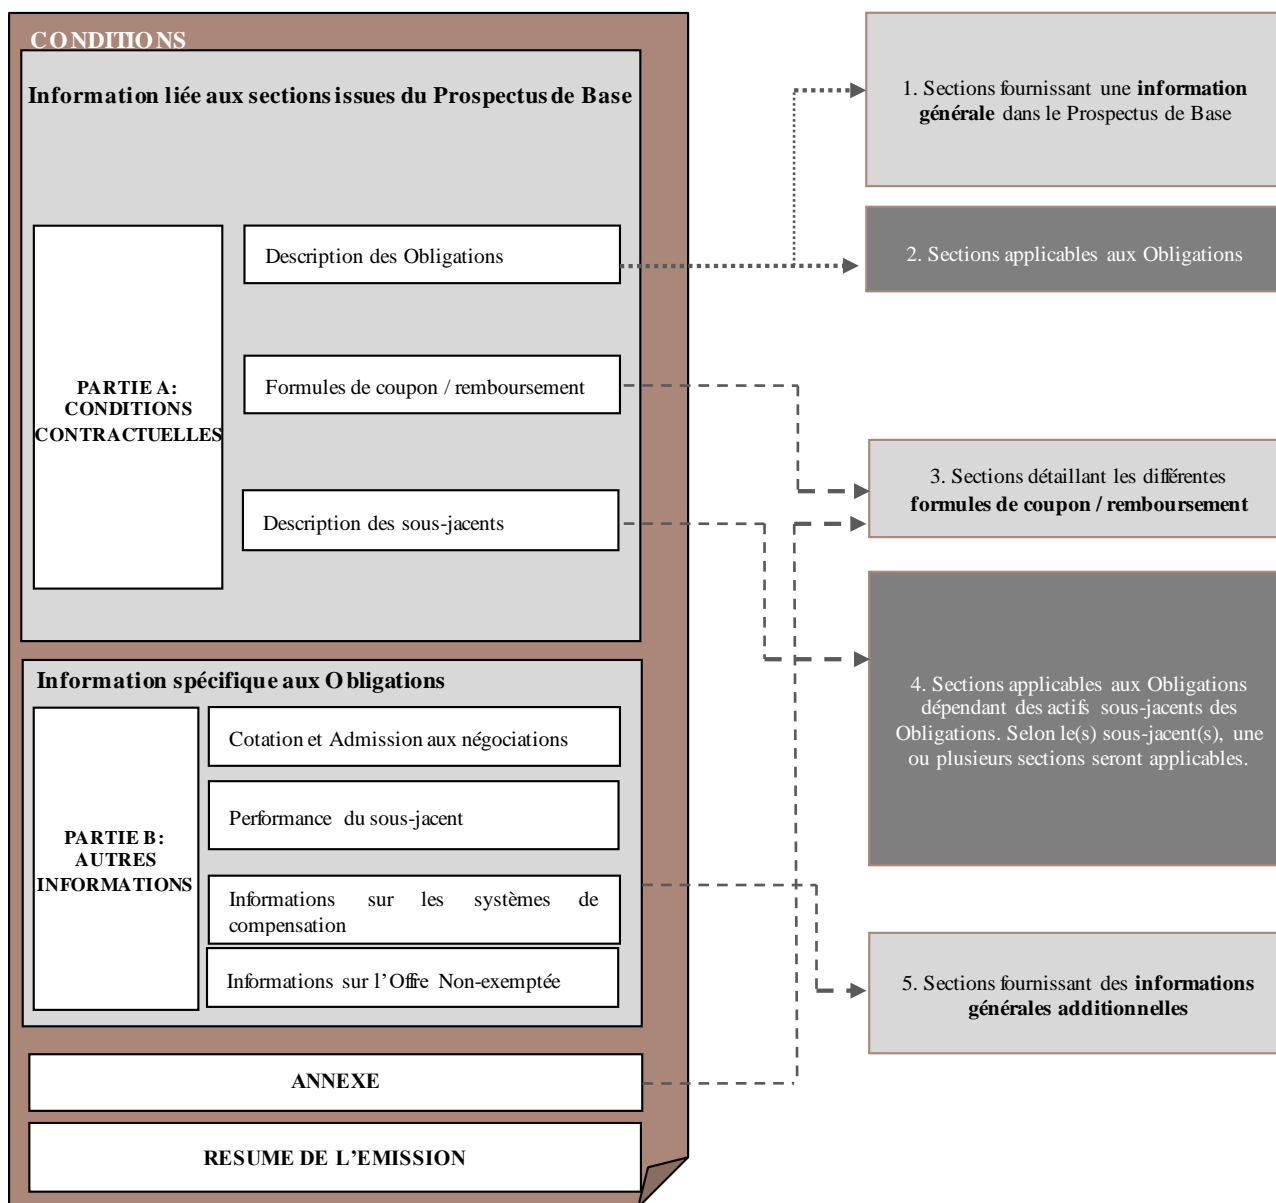 CONDITIONS
Information liée aux sections issues du Prospectus de Base
PARTIE A:
CONDITIONS
CONTRACTUELLES
Description des Obligations
Formules de coupon / remboursement
Description des sous-jacents
Information spécifique aux Obligations
PARTIE B:
AUTRES
INFORMATIONS
Cotation et Admission aux négociations
Performance du sous-jacent
Informations sur les systèmes de
compensation
Informations sur l'Offre Non-exemptée
ANNEXE
RESUME DE L'EMISSION
1. Sections fournissant une information
générale dans le Prospectus de Base
2. Sections applicables aux Obligations
3. Sections détaillant les différentes
formules de coupon / remboursement
4. Sections applicables aux Obligations
dépendant des actifs sous-jacents des
Obligations. Selon le(s) sous-jacent(s), une
ou plusieurs sections seront applicables.
5. Sections fournissant des informations
générales additionnelles